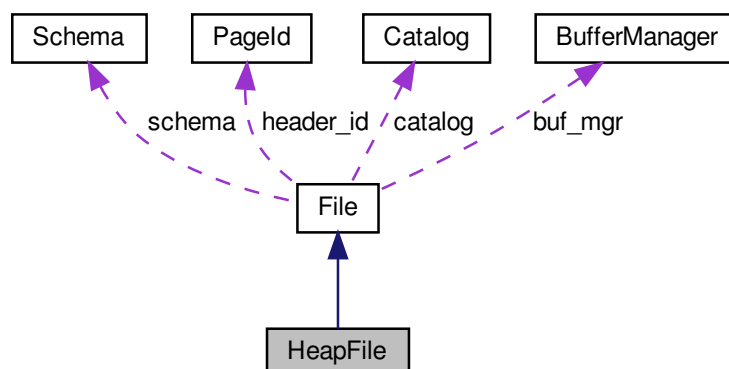 Schema PageId Catalog BufferManager
schema header_id catalog buf_mgr
File
HeapFile